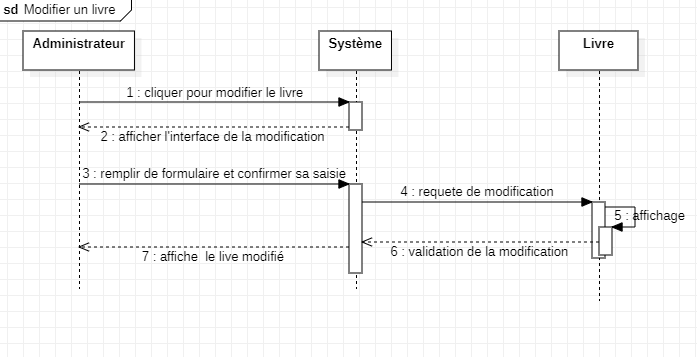 sd Modifier un livre
Administrateur
Système
Livre
1 : cliquer pour modifier le livre
2 : afficher l'interface de la modification
3 : remplir de formulaire et confirmer sa saisie
4 : requete de modification
5 : affichage
6 : validation de la modification
7 : affiche le live modifié